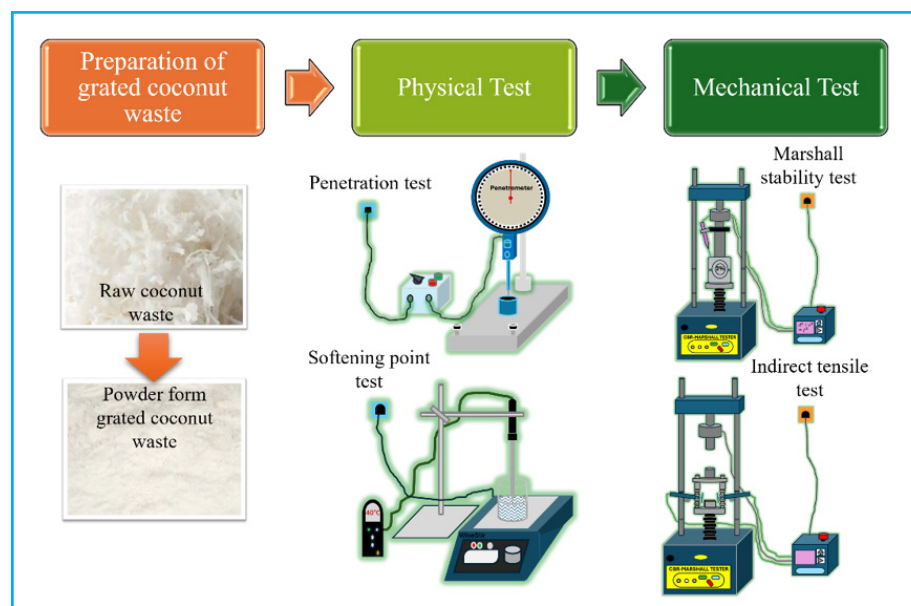 Preparation of
grated coconut
waste
Physical Test
Mechanical Test
Raw coconut
waste
Powder form
grated coconut
waste
Penetration test
Penetrometer
Softening point
test
40°C
Marshall
stability test
CBR-MARSHALL TESTER
Indirect tensile
test
CBR-MARSHALL TESTER